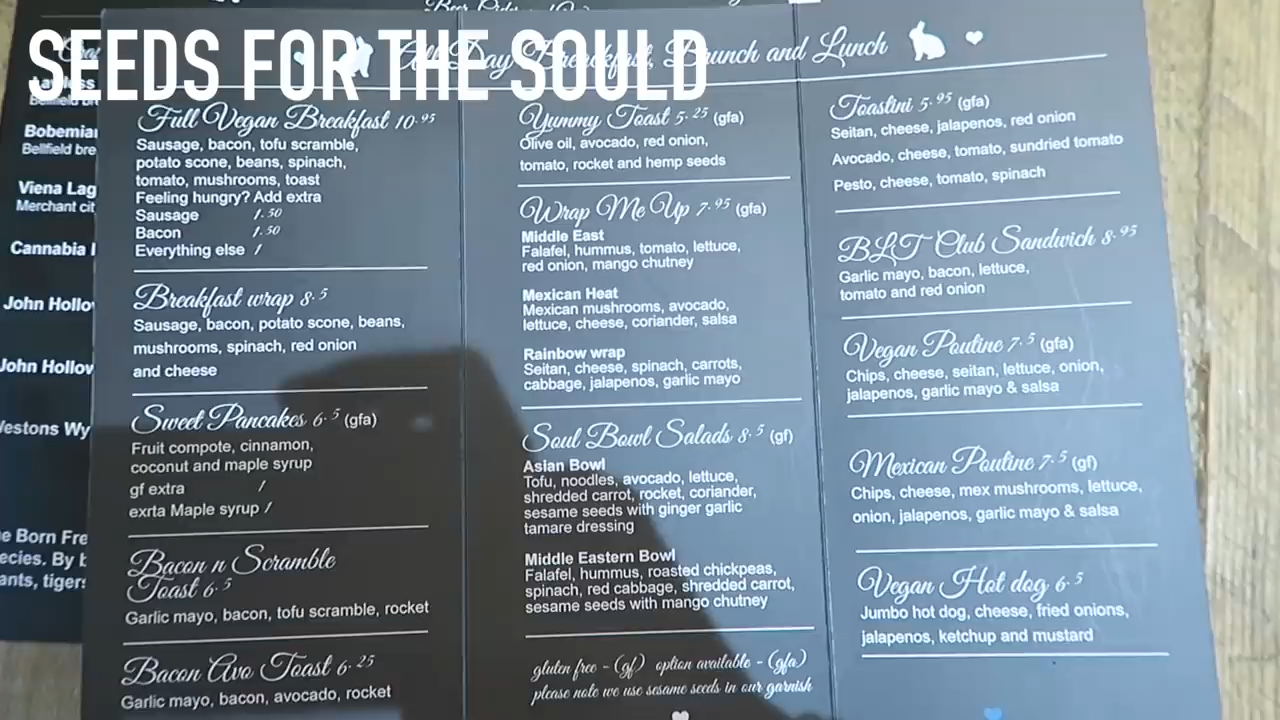 SEEDS FOR THE SOULD
All Day Breakfast, Brunch and Lunch
Full Vegan Breakfast 10.95
Sausage, bacon, tofu scramble,
potato scone, beans, spinach,
tomato, mushrooms, toast
Feeling hungry? Add extra
Sausage 1.50
Bacon 1.50
Everything else 1
Breakfast wrap 8.5
Sausage, bacon, potato scone, beans,
mushrooms, spinach, red onion
and cheese
Sweet Pancakes 6.5 (gfa)
Fruit compote, cinnamon,
coconut and maple syrup
gf extra 1
exrta Maple syrup 1
Bacon n Scramble
Toast 6.5
Garlic mayo, bacon, tofu scramble, rocket
Bacon Avo Toast 6.25
Garlic mayo, bacon, avocado, rocket
Yummy Toast 5.25 (gfa)
Olive oil, avocado, red onion,
tomato, rocket and hemp seeds
Wrap Me Up 7.95 (gfa)
Middle East
Falafel, hummus, tomato, lettuce,
red onion, mango chutney
Mexican Heat
Mexican mushrooms, avocado,
lettuce, cheese, coriander, salsa
Rainbow wrap
Seitan, cheese, spinach, carrots,
cabbage, jalapenos, garlic mayo
Soul Bowl Salads 8.5 (gf)
Asian Bowl
Tofu, noodles, avocado, lettuce,
shredded carrot, rocket, coriander,
sesame seeds with ginger garlic
tamare dressing
Middle Eastern Bowl
Falafel, hummus, roasted chickpeas,
spinach, red cabbage, shredded carrot,
sesame seeds with mango chutney
gluten free - (gf) option available - (gfa)
please note we use sesame seeds in our garnish
Toastini 5.95 (gfa)
Seitan, cheese, jalapenos, red onion
Avocado, cheese, tomato, sundried tomato
Pesto, cheese, tomato, spinach
BLT Club Sandwich 8.95
Garlic mayo, bacon, lettuce,
tomato and red onion
Vegan Poutine 7.5 (gfa)
Chips, cheese, seitan, lettuce, onion,
jalapenos, garlic mayo & salsa
Mexican Poutine 7.5 (gf)
Chips, cheese, mex mushrooms, lettuce,
onion, jalapenos, garlic mayo & salsa
Vegan Hot dog 6.5
Jumbo hot dog, cheese, fried onions,
jalapenos, ketchup and mustard
Bellfield bre
Viena Lag
Merchant cit
Cannabia
John Hollo
John Hollow
Westons Wy
Born Fre
By
tiger